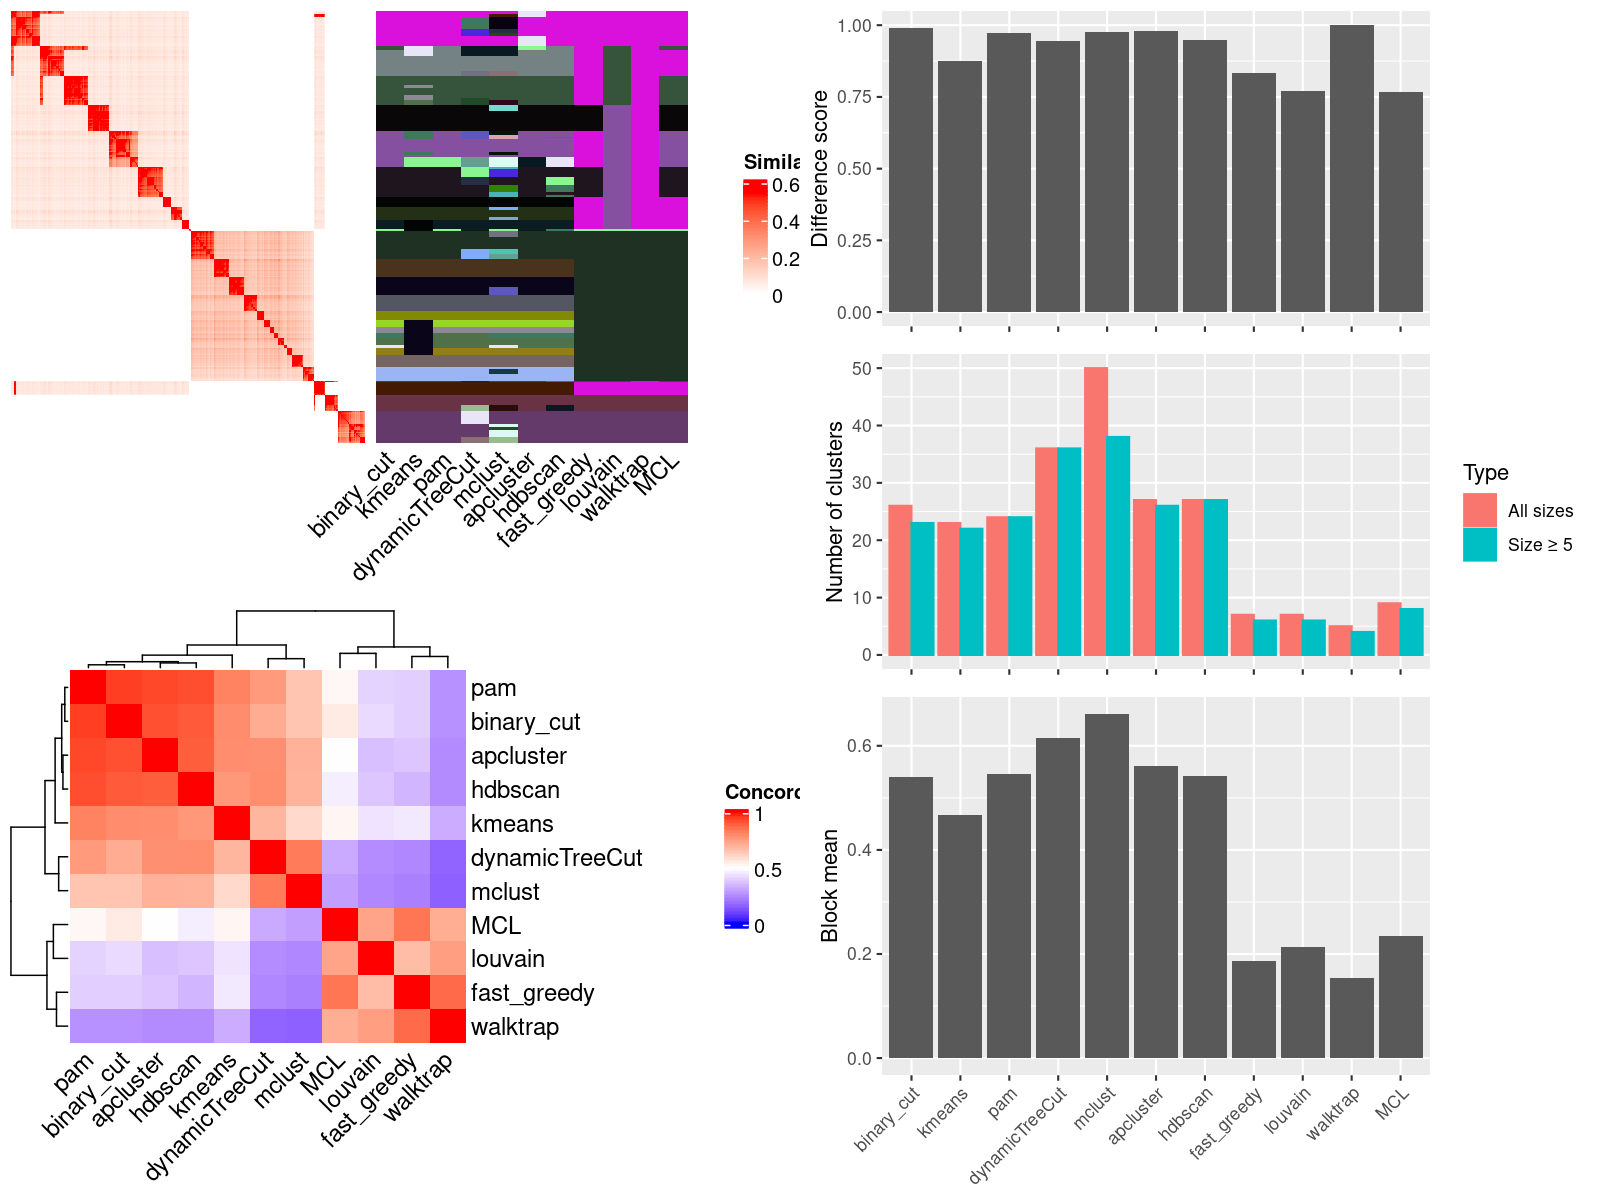 Simila
0.6
0.4
0.2
0
binary_cut
kmeans
pam
dynamicTreeCut
mclust
apcluster
hdbscan
fast_greedy
louvain
walktrap
MCL
pam
binary_cut
apcluster
hdbscan
kmeans
dynamicTreeCut
mclust
MCL
louvain
fast_greedy
walktrap
pam
binary_cut
apcluster
hdbscan
kmeans
dynamicTreeCut
mclust
MCL
louvain
fast_greedy
walktrap
Concord
1
0.5
0
Difference score
1.00
0.75
0.50
0.25
0.00
Number of clusters
50
40
30
20
10
0
Type
All sizes
Size ≥ 5
Block mean
0.6
0.4
0.2
0.0
binary_cut
kmeans
pam
dynamicTreeCut
mclust
apcluster
hdbscan
fast_greedy
louvain
walktrap
MCL